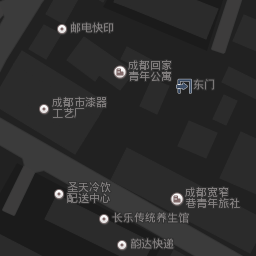 邮电快印
成都回家
青年公寓
东门
成都市漆器
工艺厂
圣天冷饮
配送中心
成都宽窄
巷青年旅社
长乐传统养生馆
韵达快递